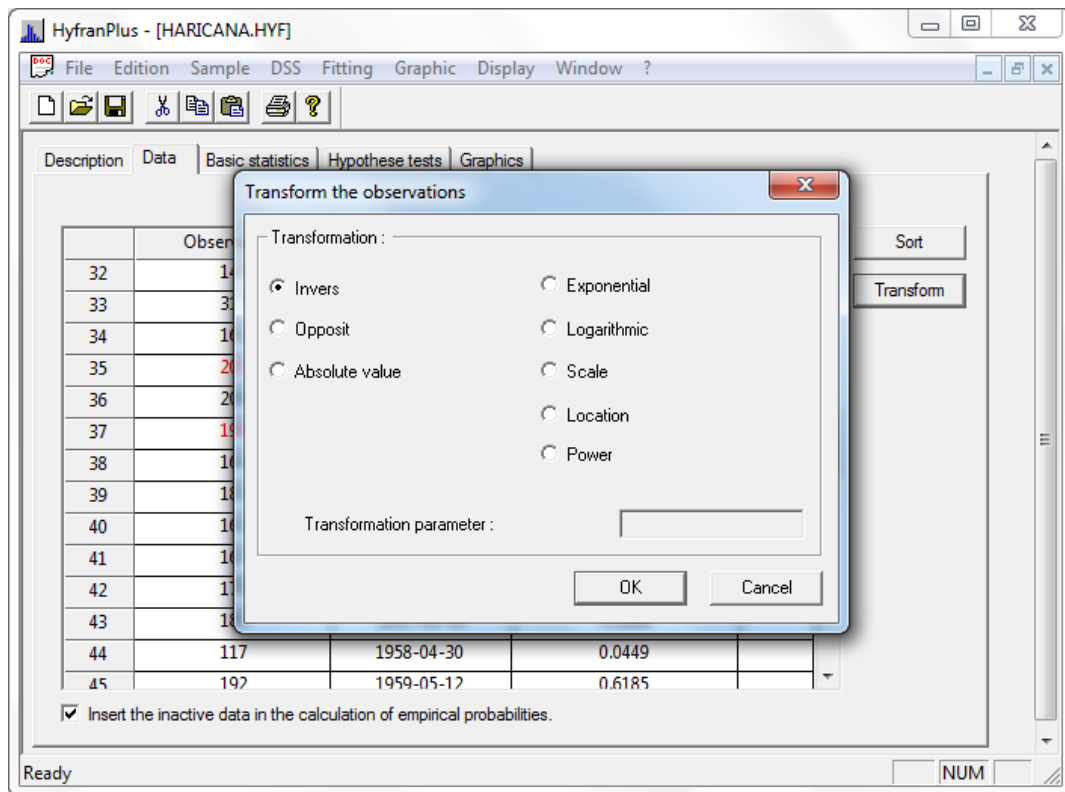 HyfranPlus - [HARICANA.HYF]
DOC File Edition Sample DSS Fitting Graphic Display Window ?
Description Data Basic statistics Hypothese tests Graphics
Transform the observations
Transformation :
Invers
Opposit
Absolute value
Exponential
Logarithmic
Scale
Location
Power
Transformation parameter :
OK Cancel
Sort
Transform
32
33
34
35
36
37
38
39
40
41
42
43
44 117 1958-04-30 0.0449
45 192 1959-05-12 0.6185
Insert the inactive data in the calculation of empirical probabilities.
Ready NUM